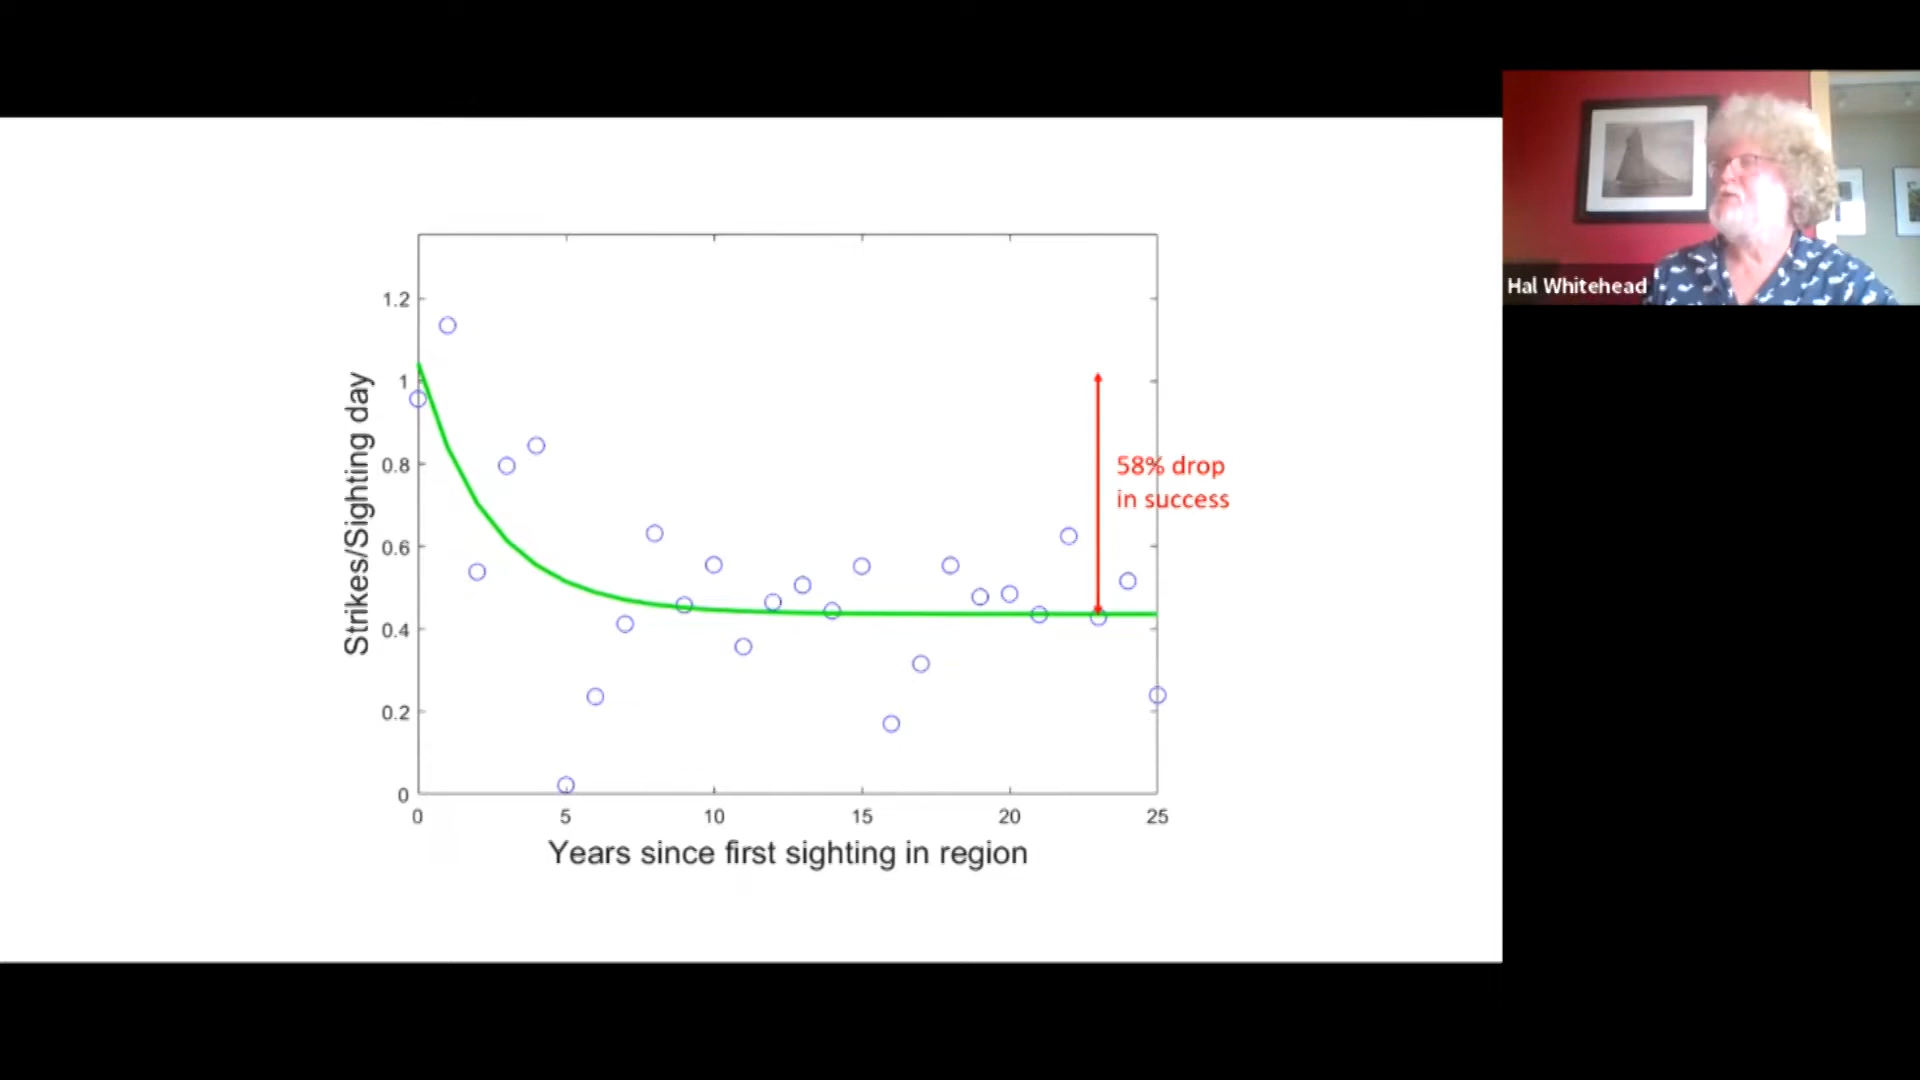 Hal Whitehead
1.2
1
0.8
0.6
0.4
0.2
0
Strikes/Sighting day
58% drop
in success
0 5 10 15 20 25
Years since first sighting in region